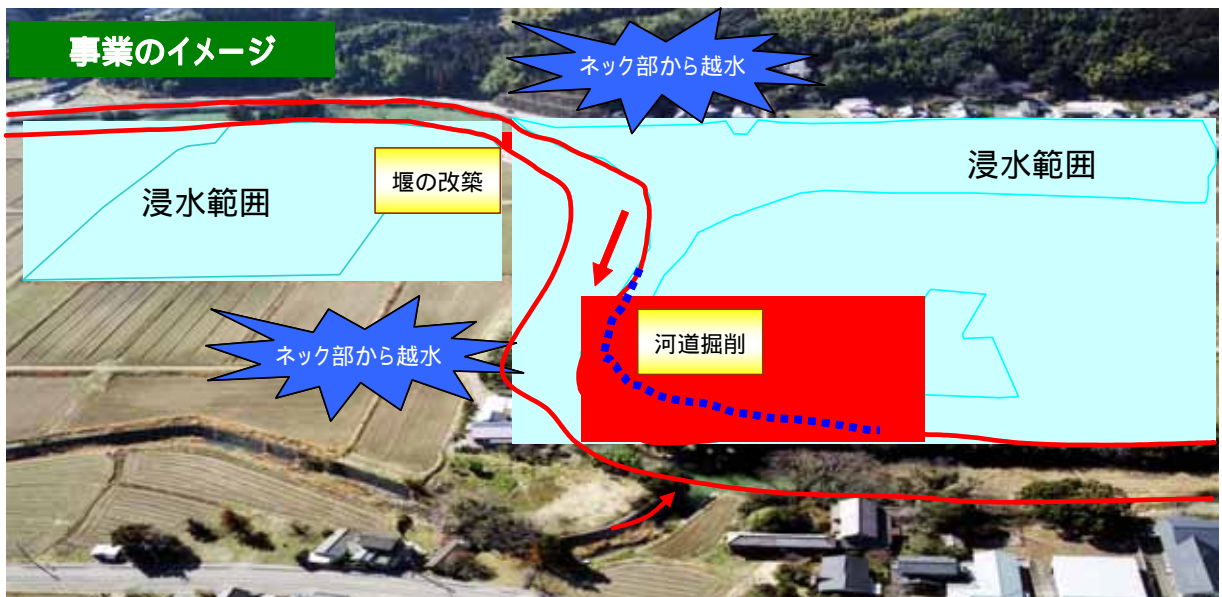 事業のイメージ
ネック部から越水
浸水範囲
堰の改築
浸水範囲
ネック部から越水
河道掘削